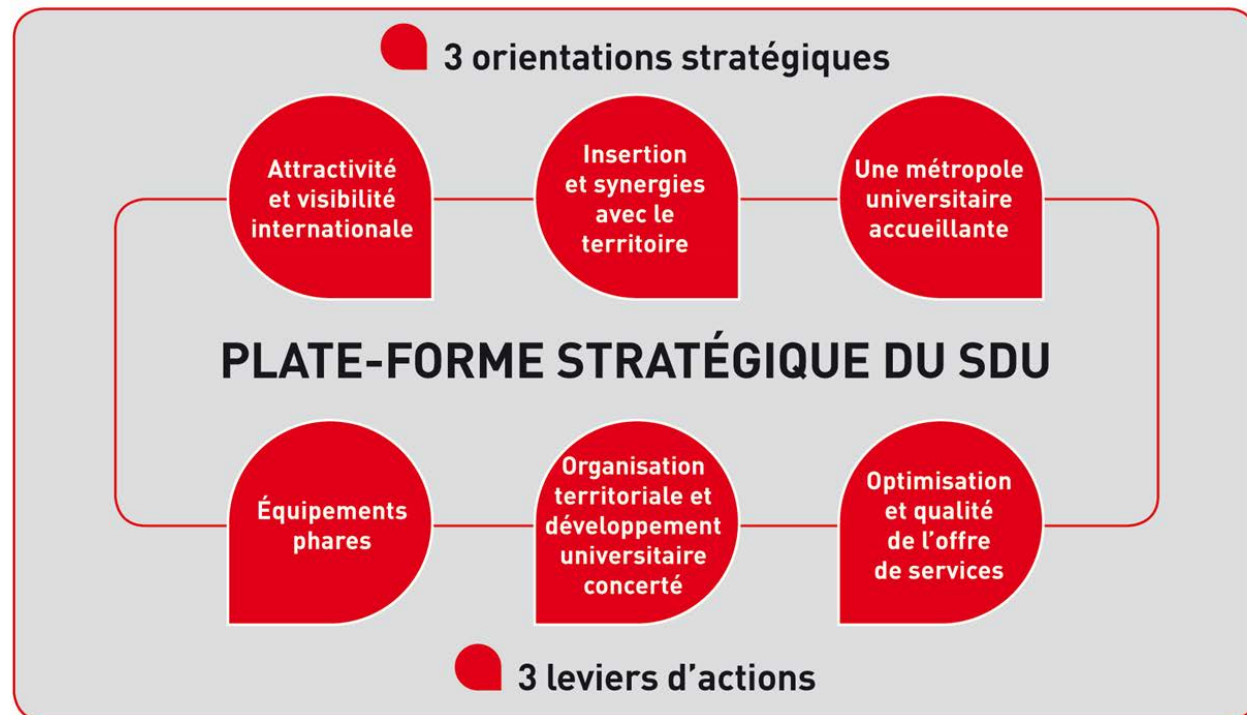 3 orientations stratégiques
Attractivité
et visibilité
internationale
Insertion
et synergies
avec le
territoire
Une métropole
universitaire
accueillante
PLATE-FORME STRATÉGIQUE DU SDU
Équipements
phares
Organisation
territoriale et
développement
universitaire
concerté
Optimisation
et qualité
de l'offre
de services
3 leviers d'actions